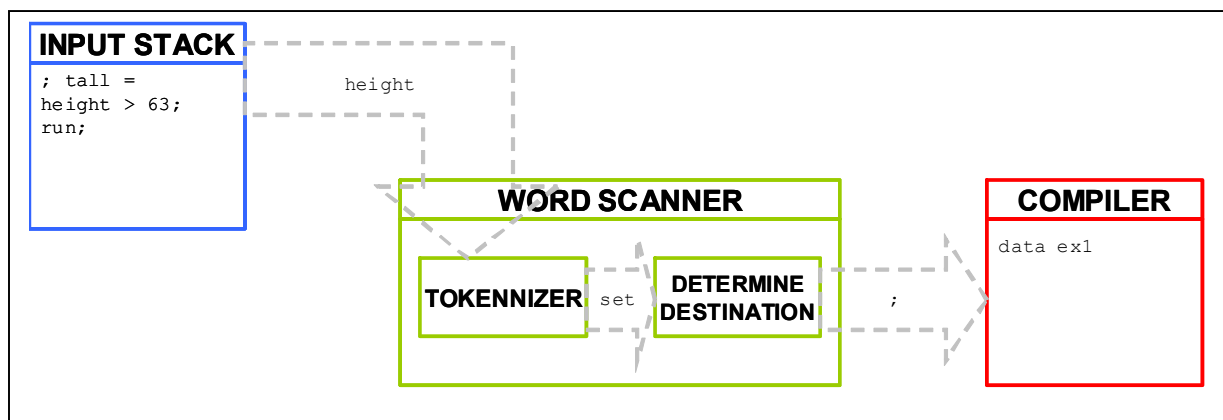 INPUT STACK
; tall =
height > 63;
run;
height
WORD SCANNER
TOKENNIZER
set
DETERMINE
DESTINATION
;
COMPILER
data ex1